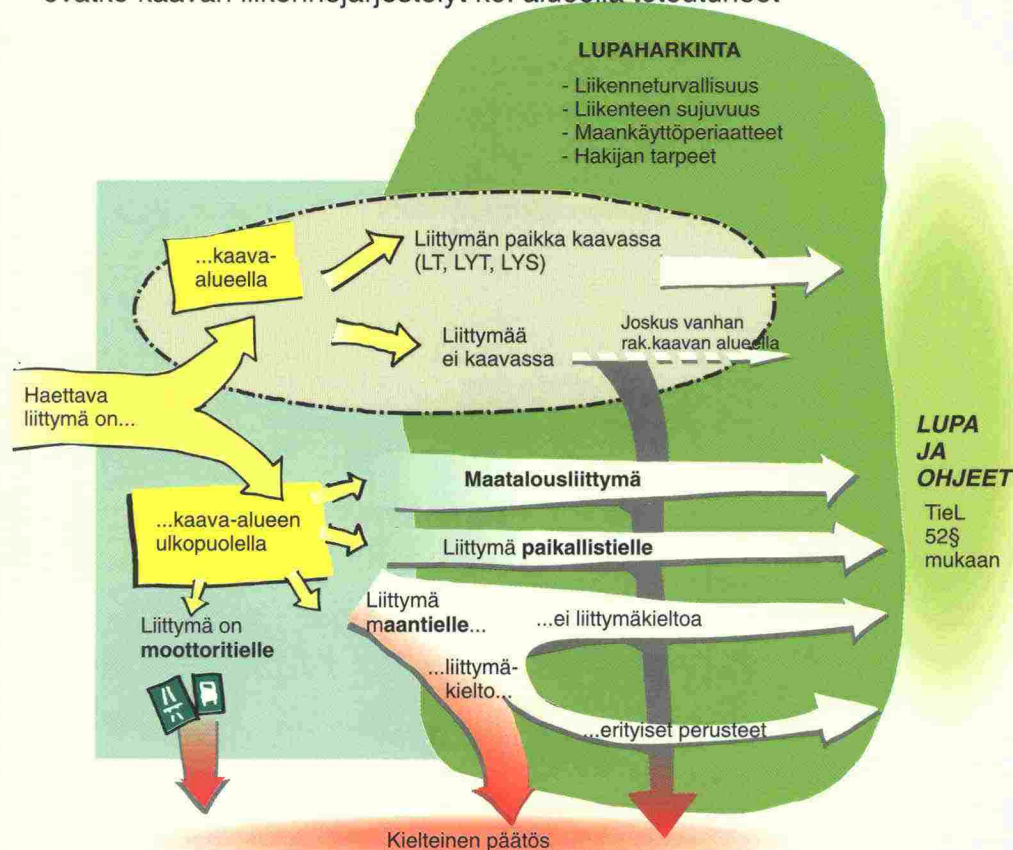 LUPAHARKINTA
- Liikenneturvallisuus
- Liikenteen sujuvuus
- Maankäyttöperiaatteet
- Hakijan tarpeet
...kaava-
alueella
Liittymän paikka kaavassa
(LT, LYT, LYS)
Liittymää
ei kaavassa
Joskus vanhan
rak.kaavan alueella
Haettava
liittymä on...
...kaava-alueen
ulkopuolella
Maatalousliittymä
Liittymä paikallistielle
Liittymä
maantielle...
...ei liittymäkieltoa
...liittymä-
kielto...
...erityiset perusteet
Liittymä on
moottoritielle
LUPA
JA
OHJEET
TieL
52§
mukaan
Kielteinen päätös